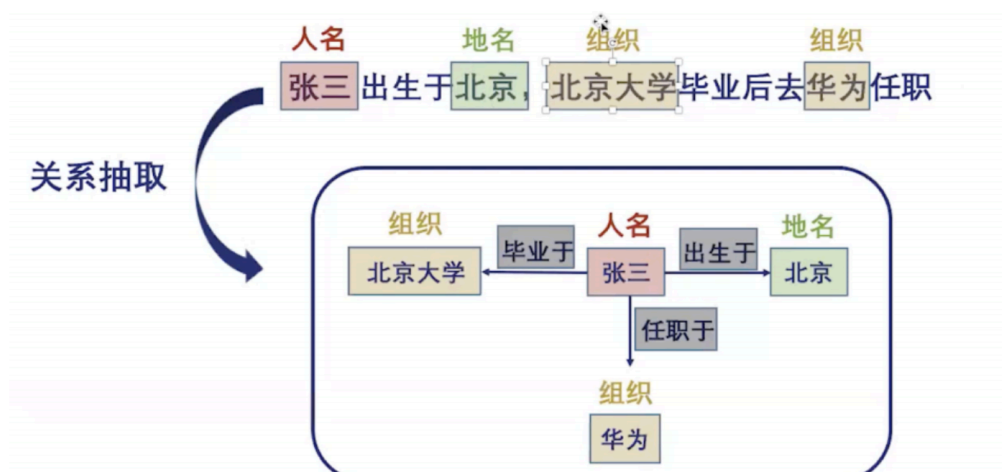 人名 地名 组织 组织
张三出生于北京，北京大学毕业后去华为任职
关系抽取
组织 人名 地名
毕业于 出生于
北京大学 张三 北京
任职于
组织
华为